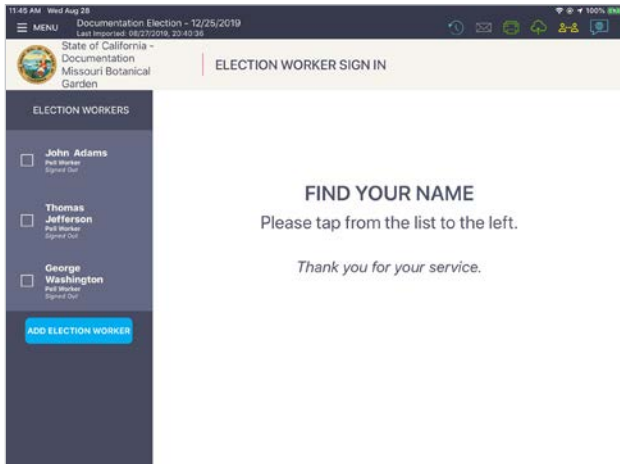 11:45 AM Wed Aug 28
100%
MENU
Documentation Election - 12/25/2019
Last Imported: 08/27/2019, 23:40:36
State of California -
Documentation
Missouri Botanical
Garden
ELECTION WORKER SIGN IN
ELECTION WORKERS
John Adams
Poll Worker
Signed Out
Thomas
Jefferson
Poll Worker
Signed Out
George
Washington
Poll Worker
Signed Out
ADD ELECTION WORKER
FIND YOUR NAME
Please tap from the list to the left.
Thank you for your service.